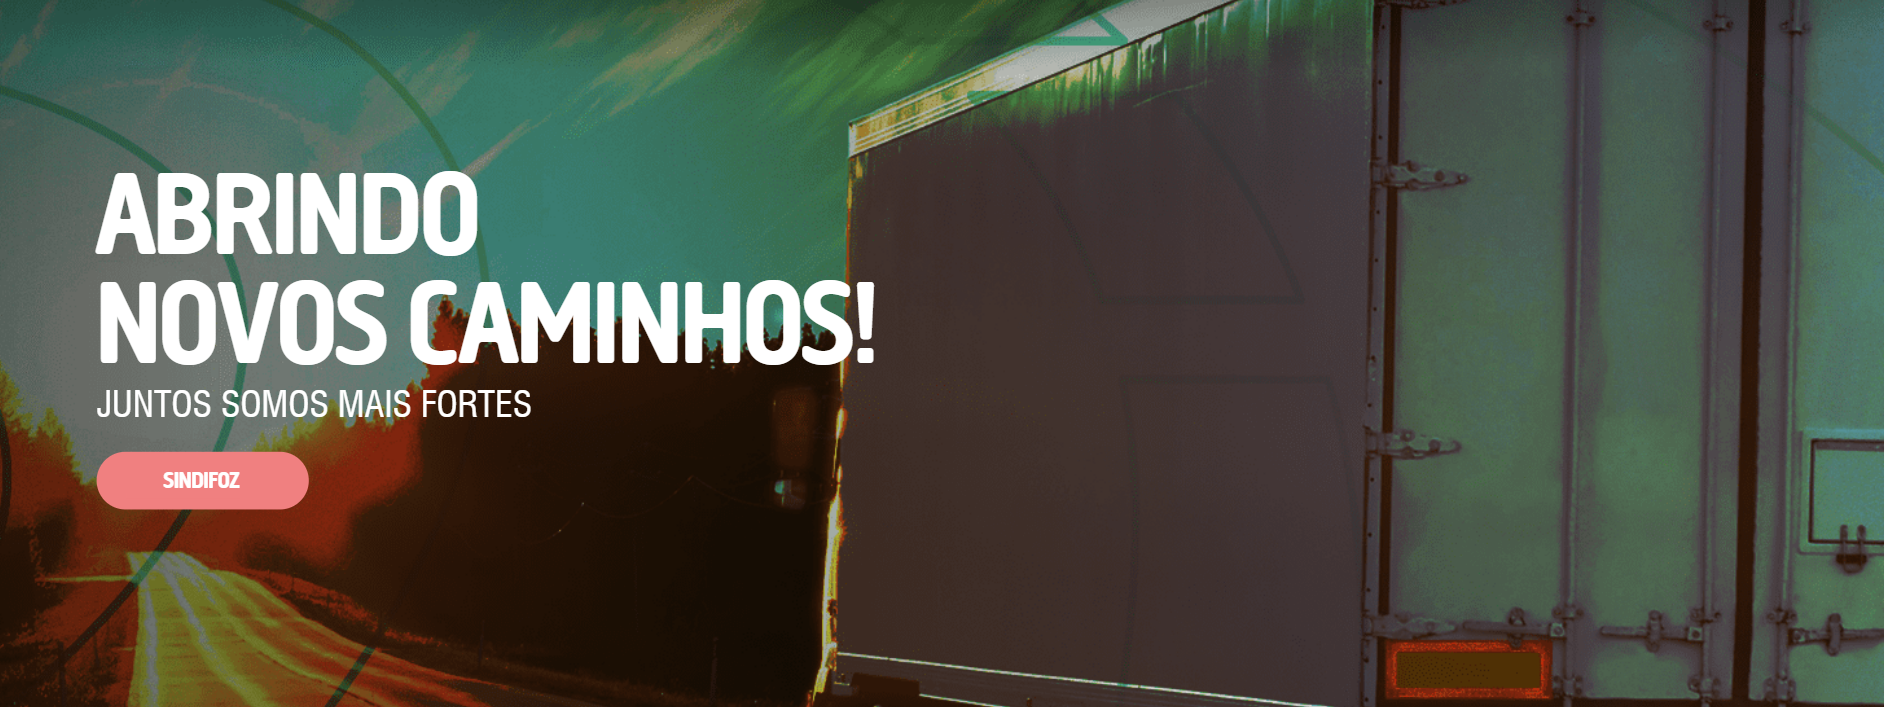 ABRINDO
NOVOS CAMINHOS!
JUNTOS SOMOS MAIS FORTES
SINDIFOZ